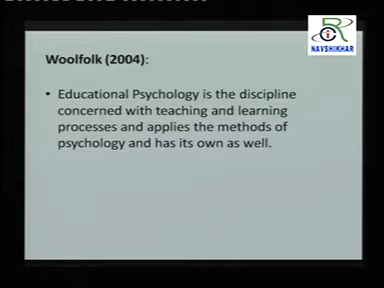 R
C
i
NAVSHIKHAR
Woolfolk (2004):
• Educational Psychology is the discipline
concerned with teaching and learning
processes and applies the methods of
psychology and has its own as well.